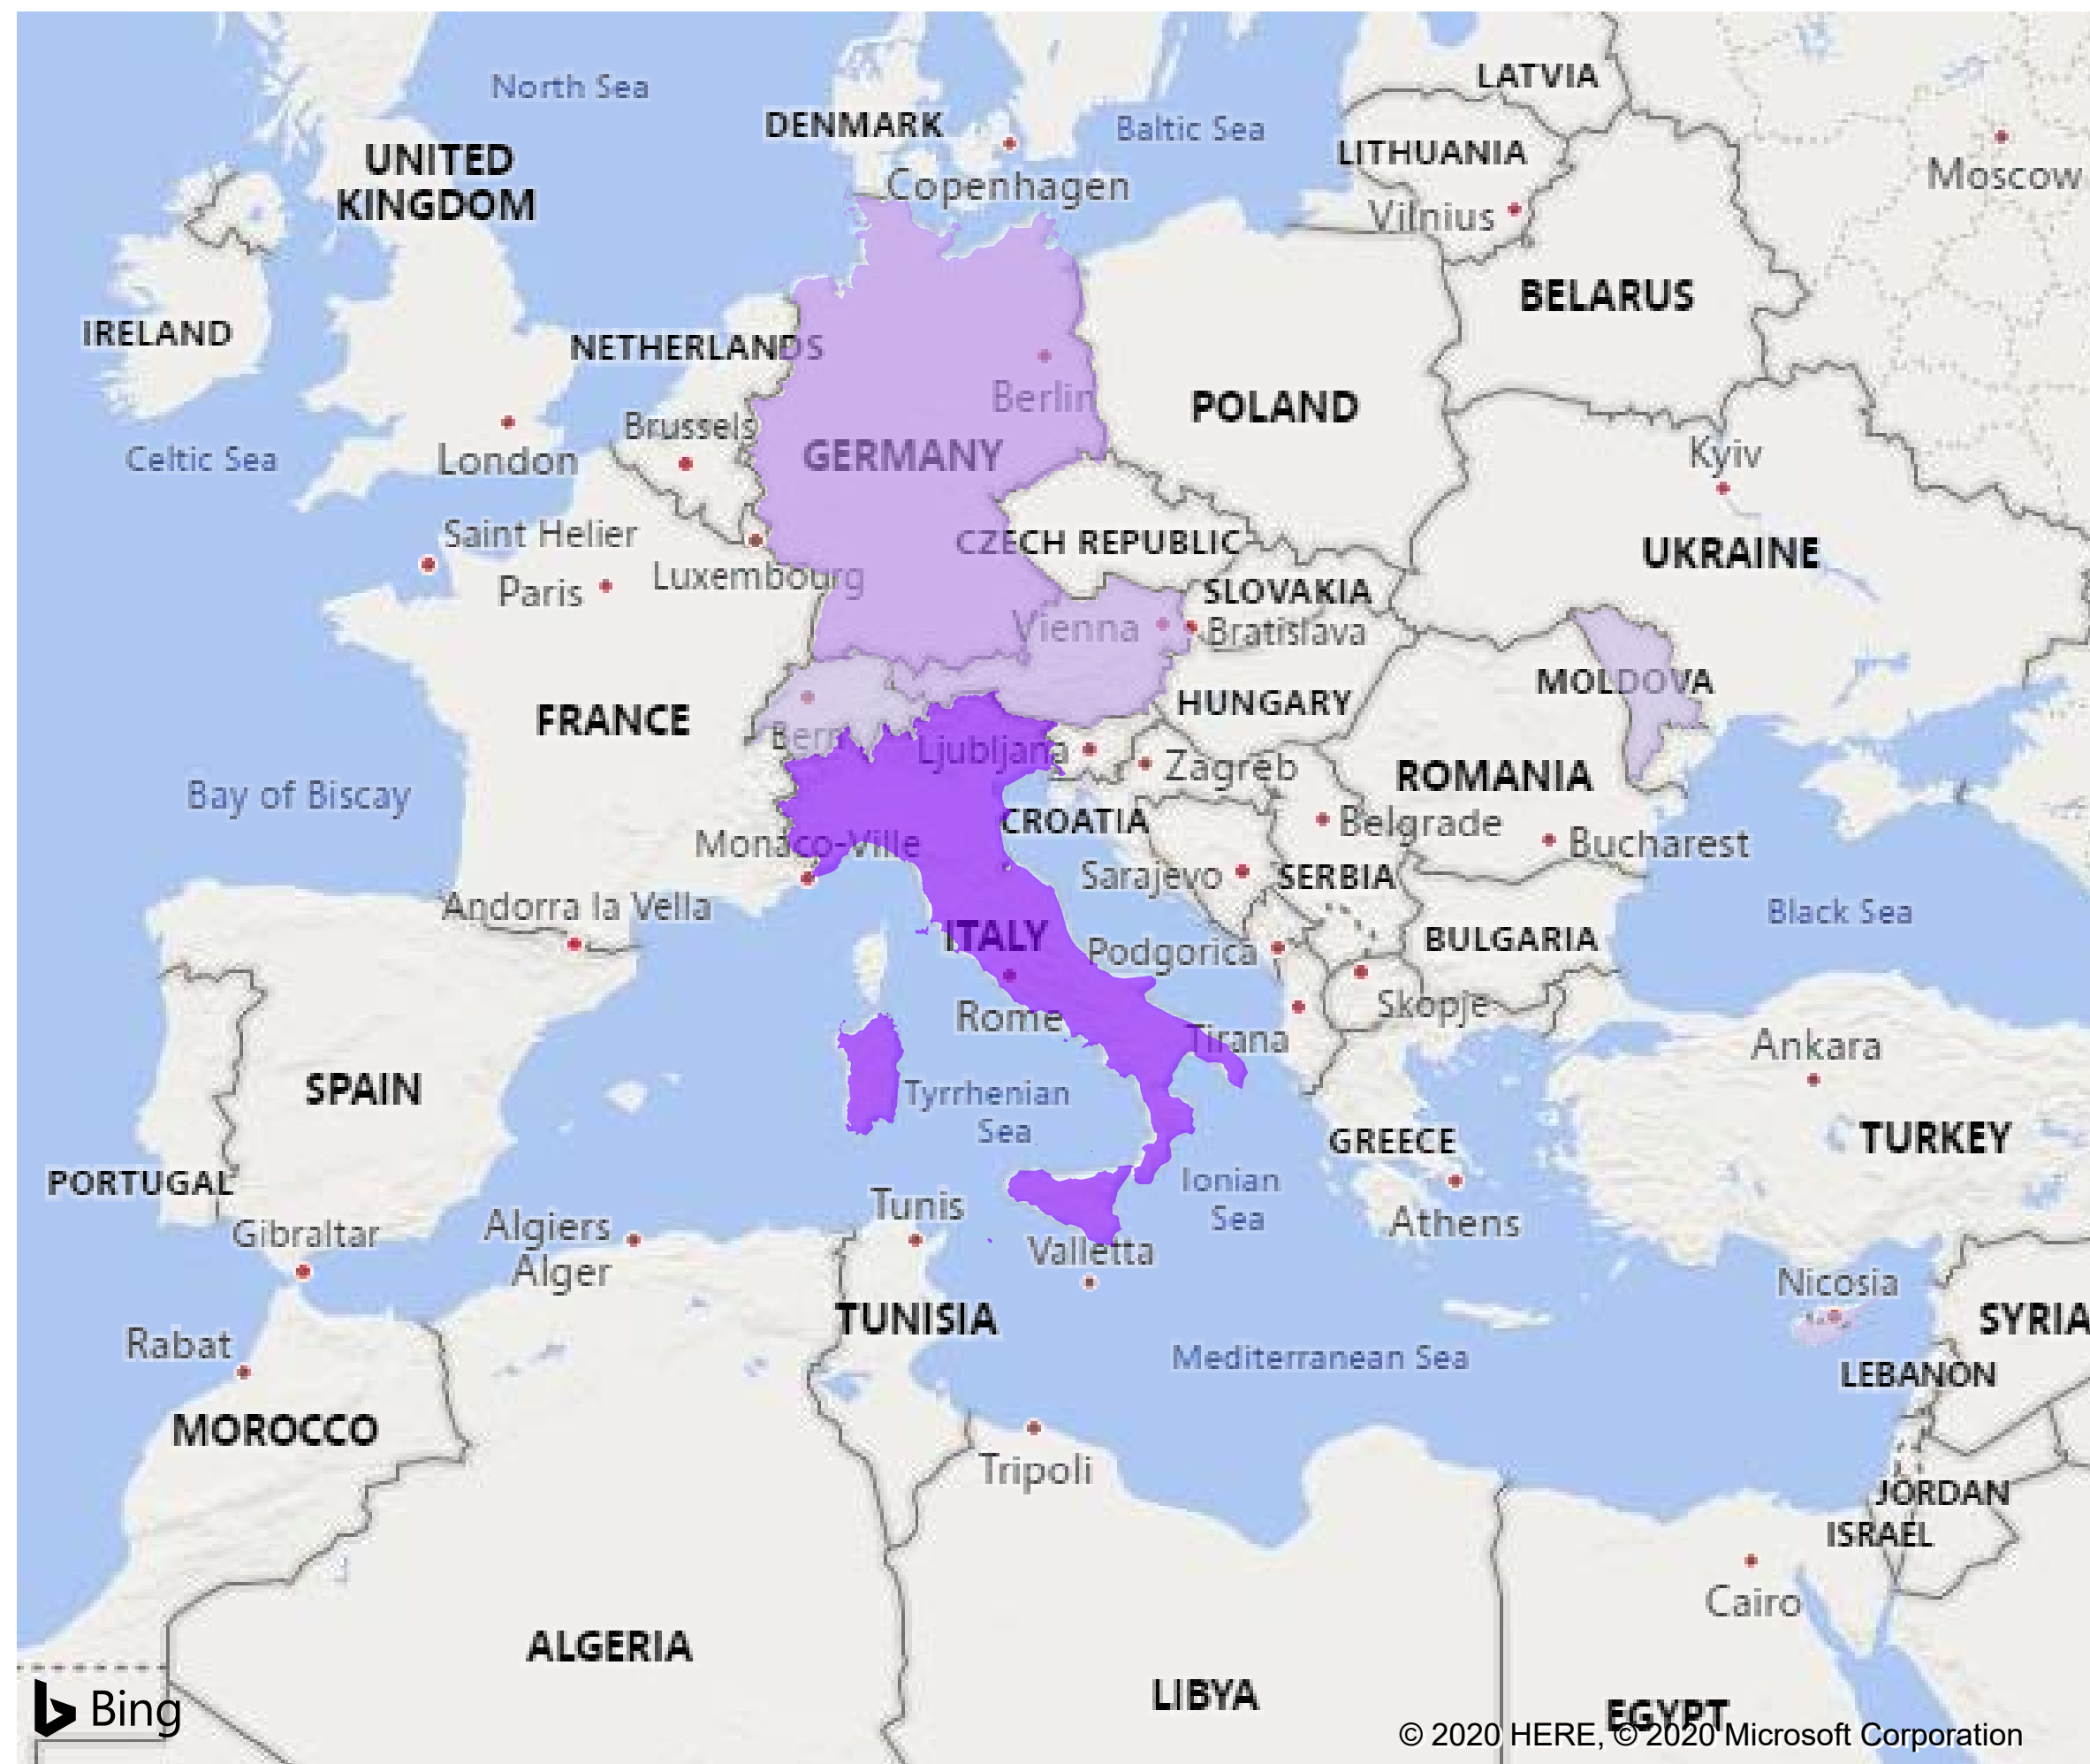 North Sea
LATVIA
DENMARK
Baltic Sea
LITHUANIA
Moscow
UNITED
KINGDOM
Copenhagen
Vilnius
BELARUS
IRELAND
NETHERLANDS
Berlin
POLAND
Brussels
Celtic Sea
London
GERMANY
Kyiv
Saint Helier
CZECH REPUBLIC
UKRAINE
Paris
Luxembourg
SLOVAKIA
Vienna
Bratislava
MOLDOVA
FRANCE
Bern
HUNGARY
Ljubljana
Zagreb
ROMANIA
Bay of Biscay
CROATIA
Belgrade
Monaco-Ville
Bucharest
Sarajevo
SERBIA
Andorra la Vella
Black Sea
ITALY
Podgorica
BULGARIA
Rome
Skopje
Tirana
Ankara
SPAIN
Tyrrhenian
Sea
GREECE
TURKEY
PORTUGAL
Ionian
Sea
Gibraltar
Algiers
Alger
Tunis
Athens
Valletta
Nicosia
TUNISIA
SYRIA
Rabat
Mediterranean Sea
LEBANON
MOROCCO
Tripoli
JORDAN
ISRAEL
Cairo
ALGERIA
LIBYA
EGYPT
Bing
© 2020 HERE, © 2020 Microsoft Corporation